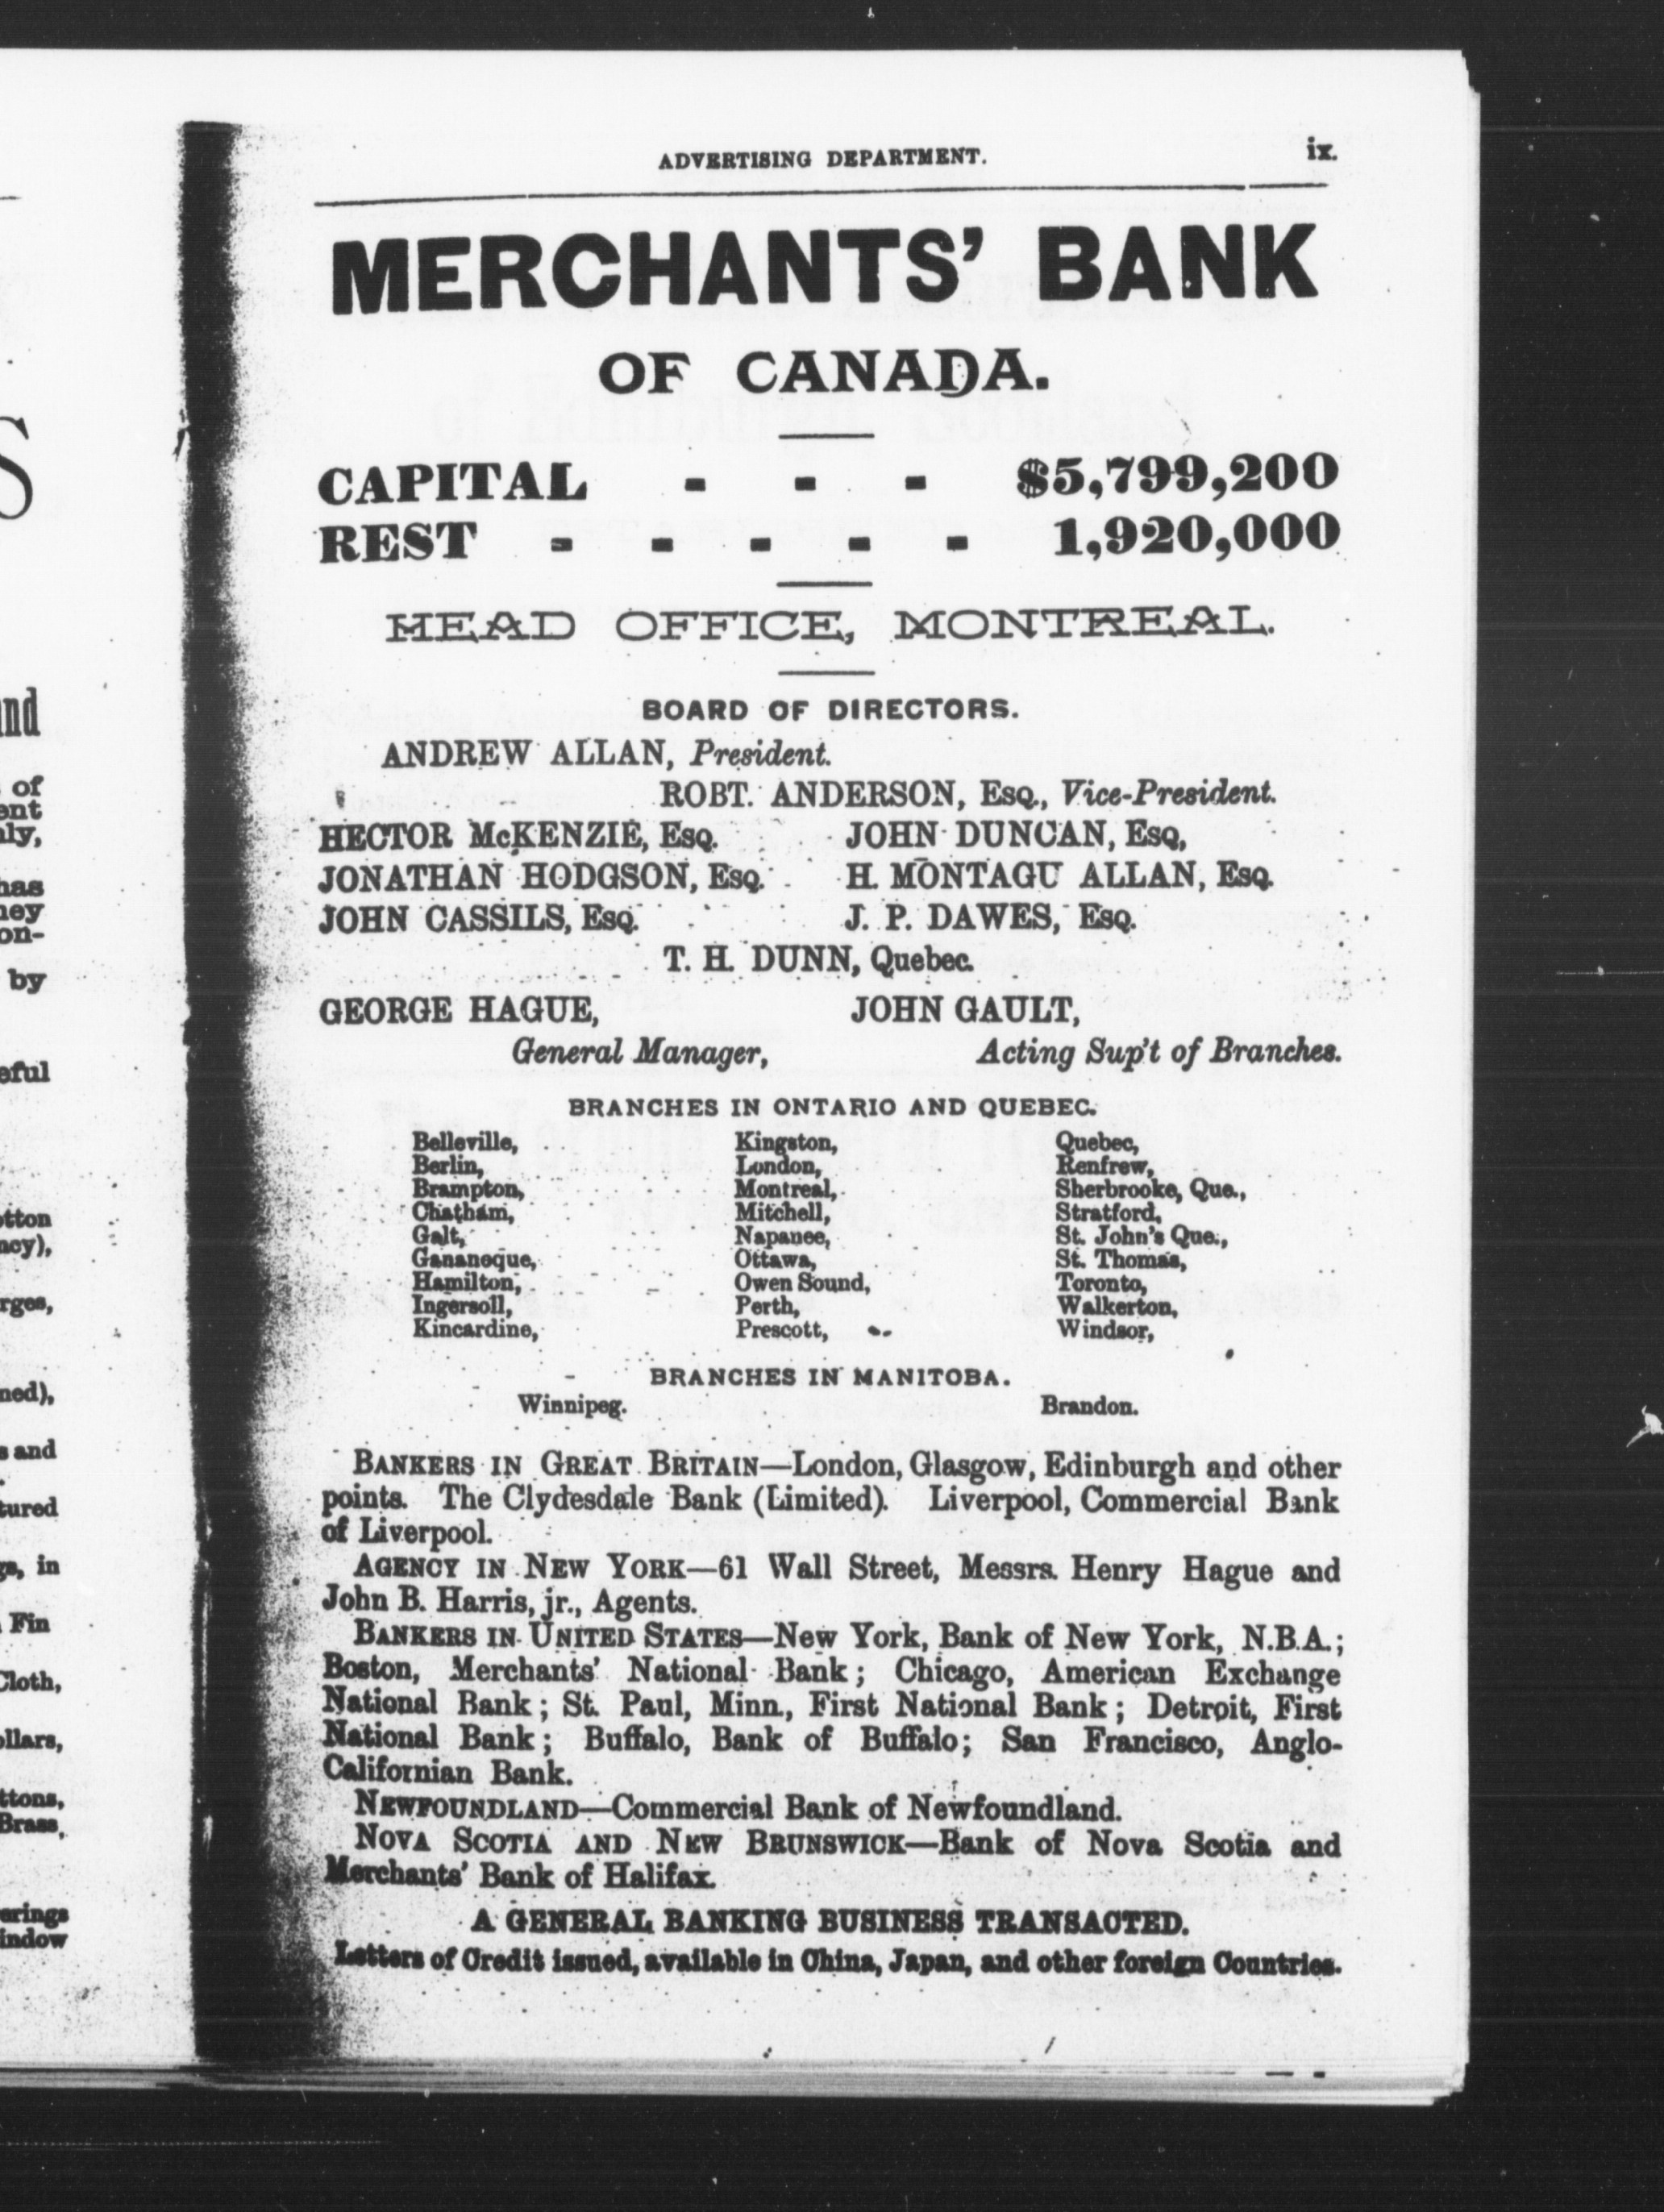 ADVERTISING DEPARTMENT. ix.
MERCHANTS' BANK
OF CANADA.
CAPITAL - - - $5,799,200
REST - - - - - 1,920,000
HEAD OFFICE, MONTREAL.
BOARD OF DIRECTORS.
ANDREW ALLAN, President.
ROBT. ANDERSON, Esq., Vice-President.
HECTOR McKENZIE, Esq. JOHN DUNCAN, Esq,
JONATHAN HODGSON, Esq. H. MONTAGU ALLAN, Esq.
JOHN CASSILS, Esq. J. P. DAWES, Esq.
T. H. DUNN, Quebec.
GEORGE HAGUE, JOHN GAULT,
General Manager, Acting Sup't of Branches.
BRANCHES IN ONTARIO AND QUEBEC.
Belleville, Kingston, Quebec,
Berlin, London, Renfrew,
Brampton, Montreal, Sherbrooke, Que.,
Chatham, Mitchell, Stratford,
Galt, Napanee, St. John's Que.,
Gananoque, Ottawa, St. Thomas,
Hamilton, Owen Sound, Toronto,
Ingersoll, Perth, Walkerton,
Kincardine, Prescott, Windsor,
BRANCHES IN MANITOBA.
Winnipeg. Brandon.
BANKERS IN GREAT BRITAIN—London, Glasgow, Edinburgh and other
points. The Clydesdale Bank (Limited). Liverpool, Commercial Bank
of Liverpool.
AGENCY IN NEW YORK—61 Wall Street, Messrs. Henry Hague and
John B. Harris, jr., Agents.
BANKERS IN UNITED STATES—New York, Bank of New York, N.B.A.;
Boston, Merchants' National Bank; Chicago, American Exchange
National Bank; St. Paul, Minn., First National Bank; Detroit, First
National Bank; Buffalo, Bank of Buffalo; San Francisco, Anglo-
Californian Bank.
NEWFOUNDLAND—Commercial Bank of Newfoundland.
NOVA SCOTIA AND NEW BRUNSWICK—Bank of Nova Scotia and
Merchants' Bank of Halifax.
A GENERAL BANKING BUSINESS TRANSACTED.
Letters of Credit issued, available in China, Japan, and other foreign Countries.